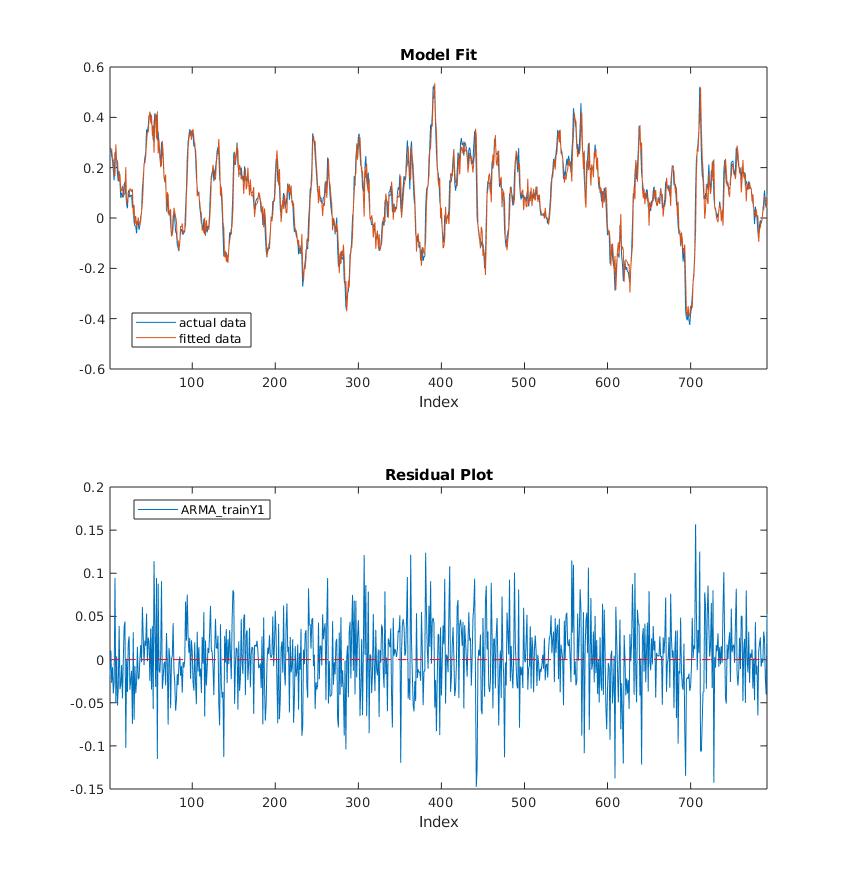 Model Fit
0.6
0.4
0.2
0
-0.2
-0.4
-0.6
actual data
fitted data
100 200 300 400 500 600 700
Index
Residual Plot
0.2
0.15
0.1
0.05
0
-0.05
-0.1
-0.15
ARMA_trainY1
100 200 300 400 500 600 700
Index